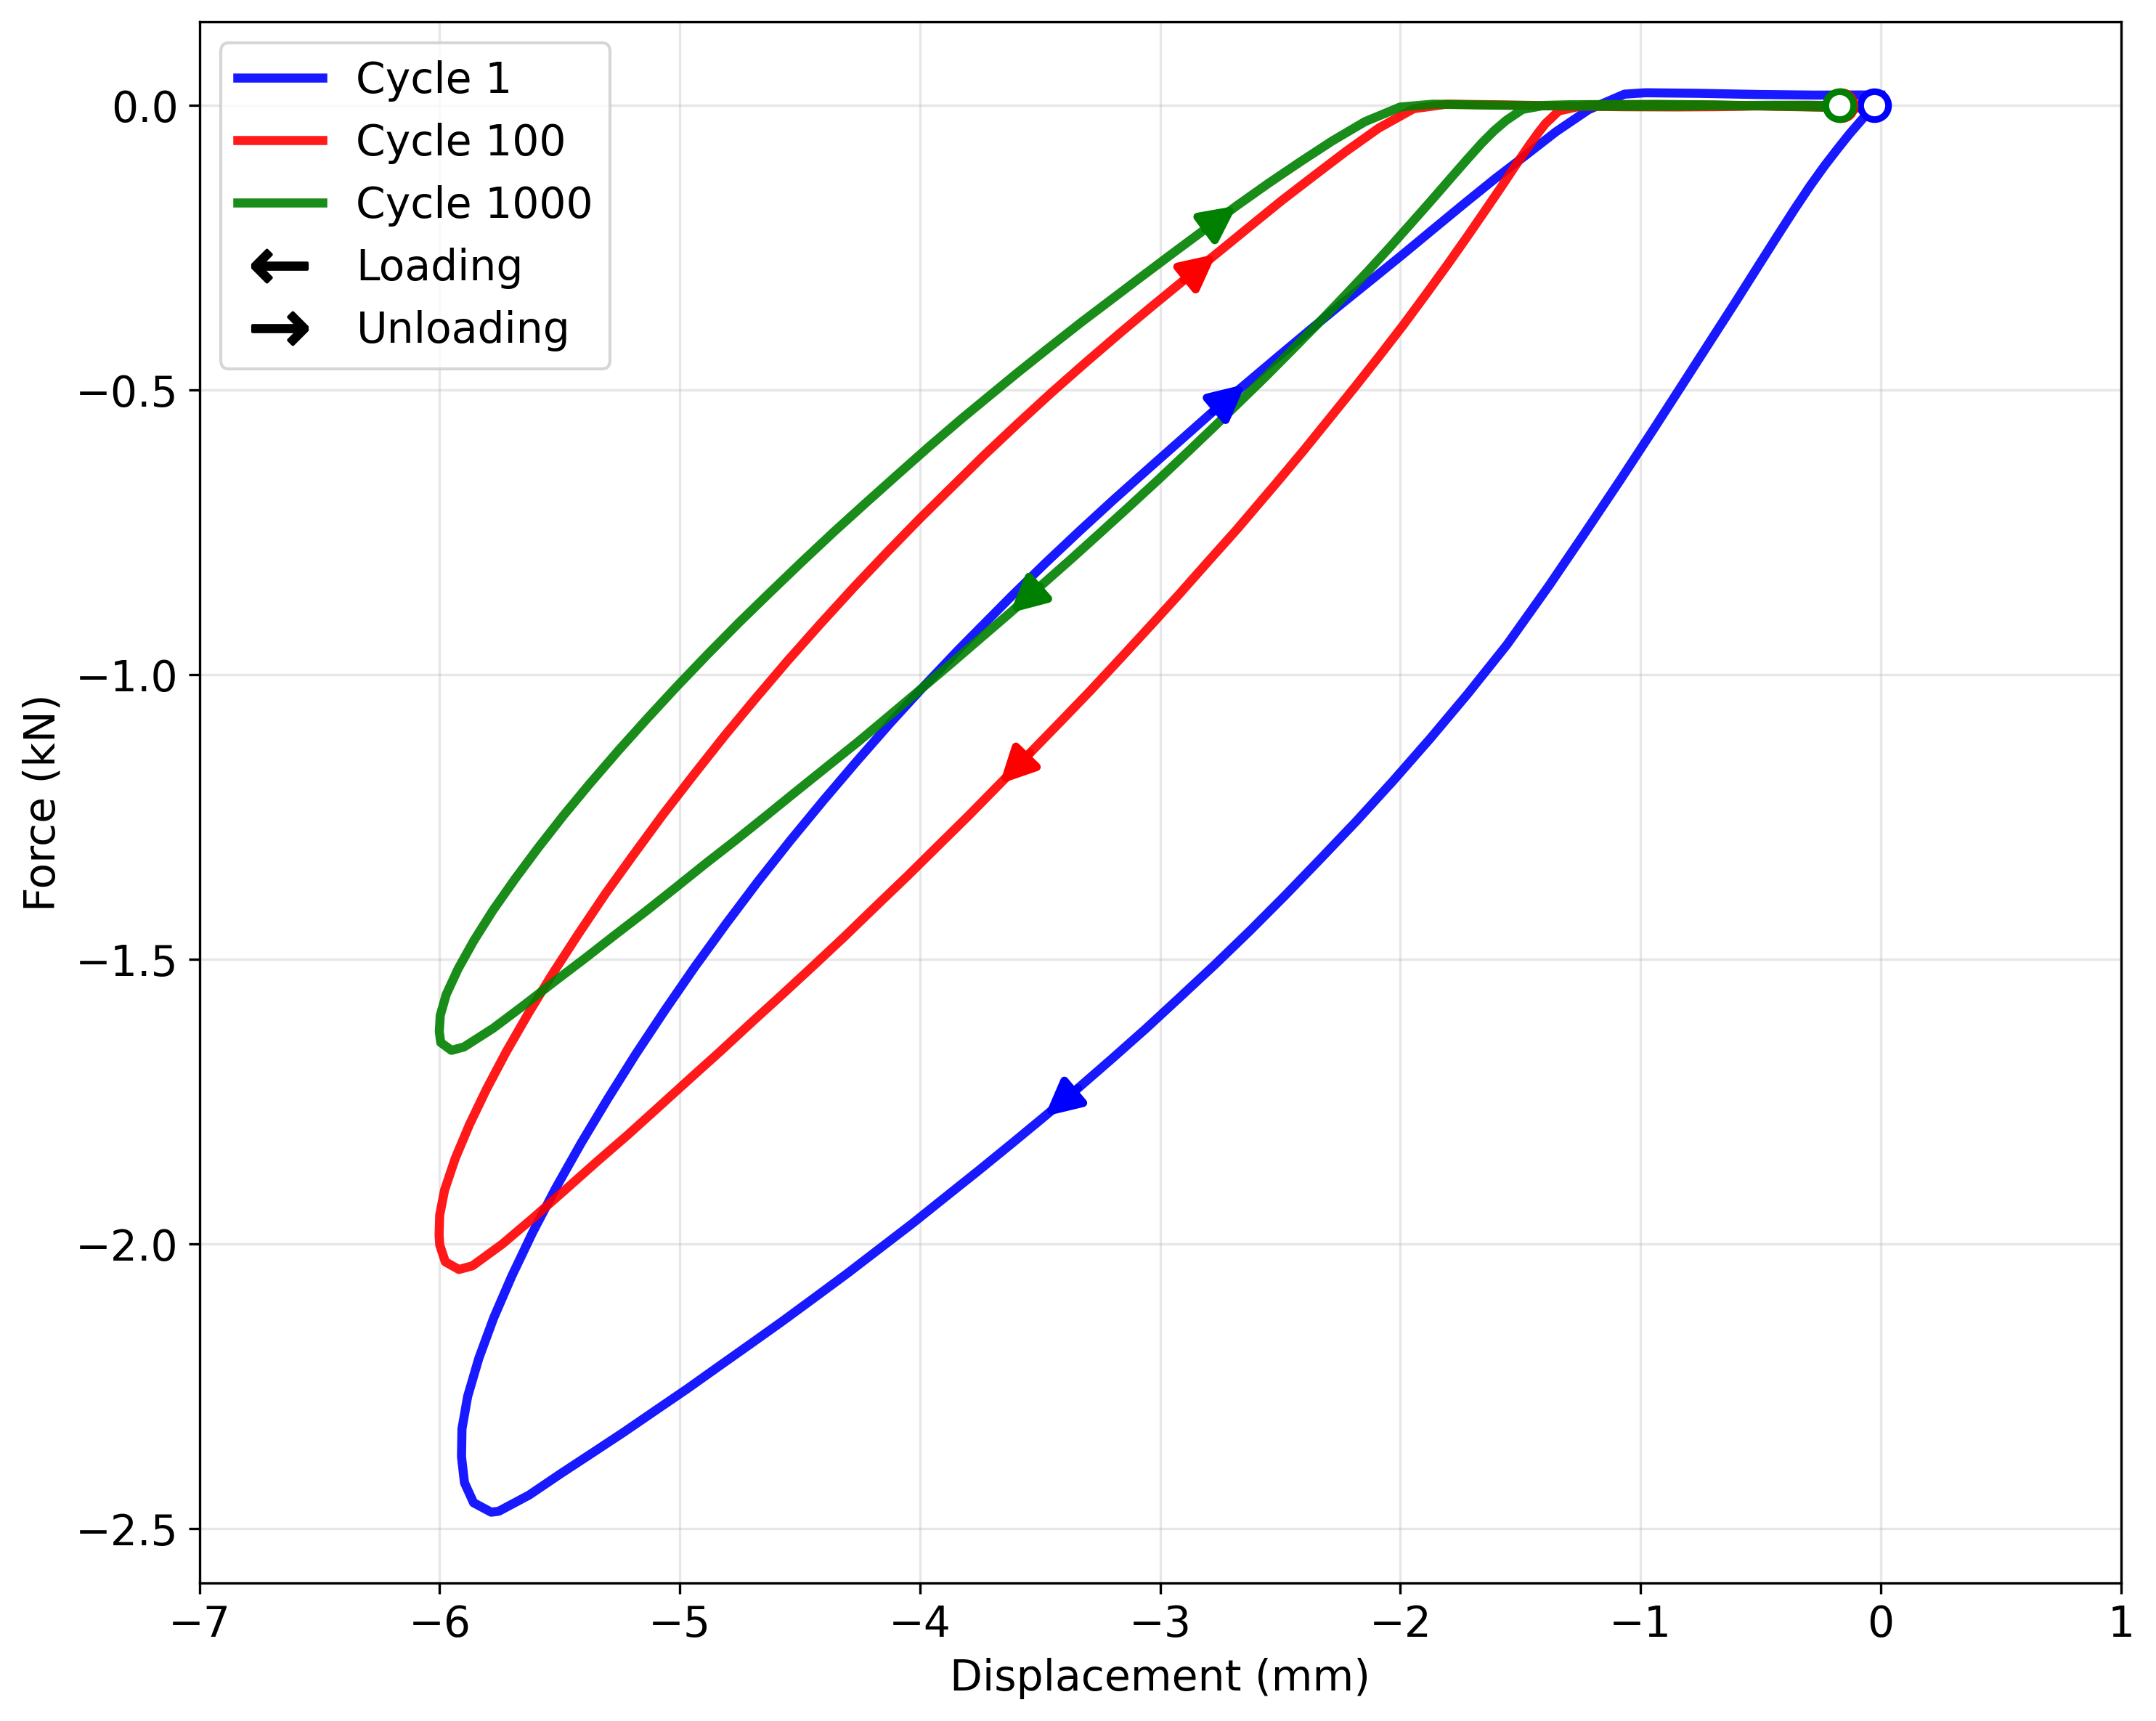 Cycle 1
Cycle 100
Cycle 1000
Loading
Unloading
0.0
−0.5
−1.0
−1.5
−2.0
−2.5
Force (kN)
−7 −6 −5 −4 −3 −2 −1 0 1
Displacement (mm)